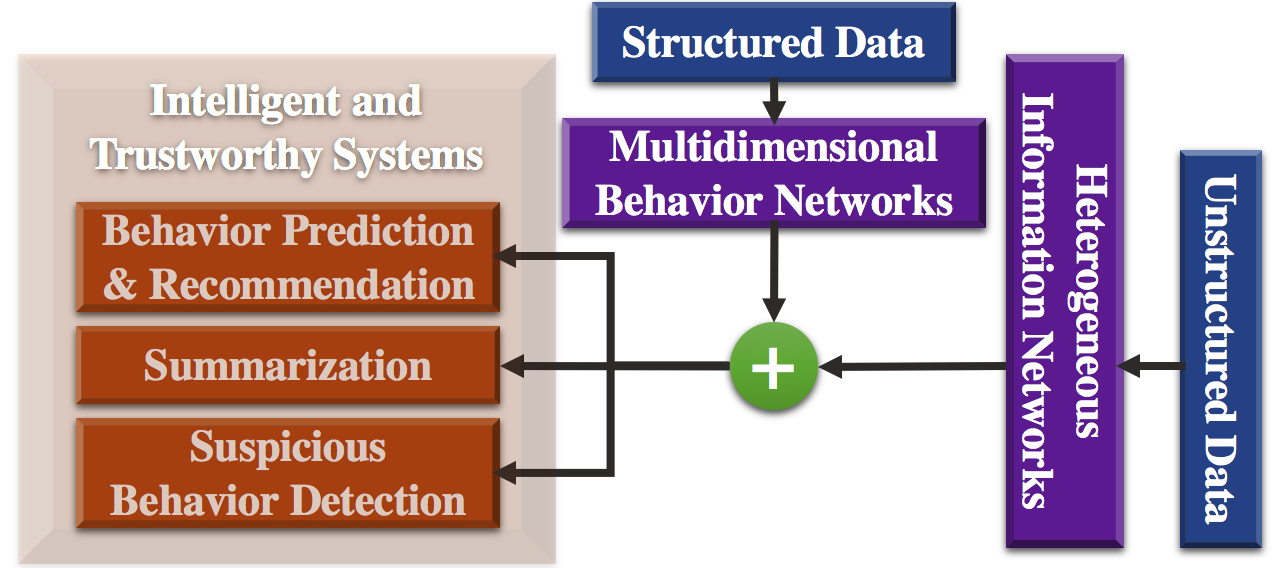 Structured Data
Intelligent and
Trustworthy Systems
Multidimensional
Behavior Networks
Behavior Prediction
& Recommendation
Summarization
Suspicious
Behavior Detection
+
Heterogeneous
Information Networks
Unstructured Data